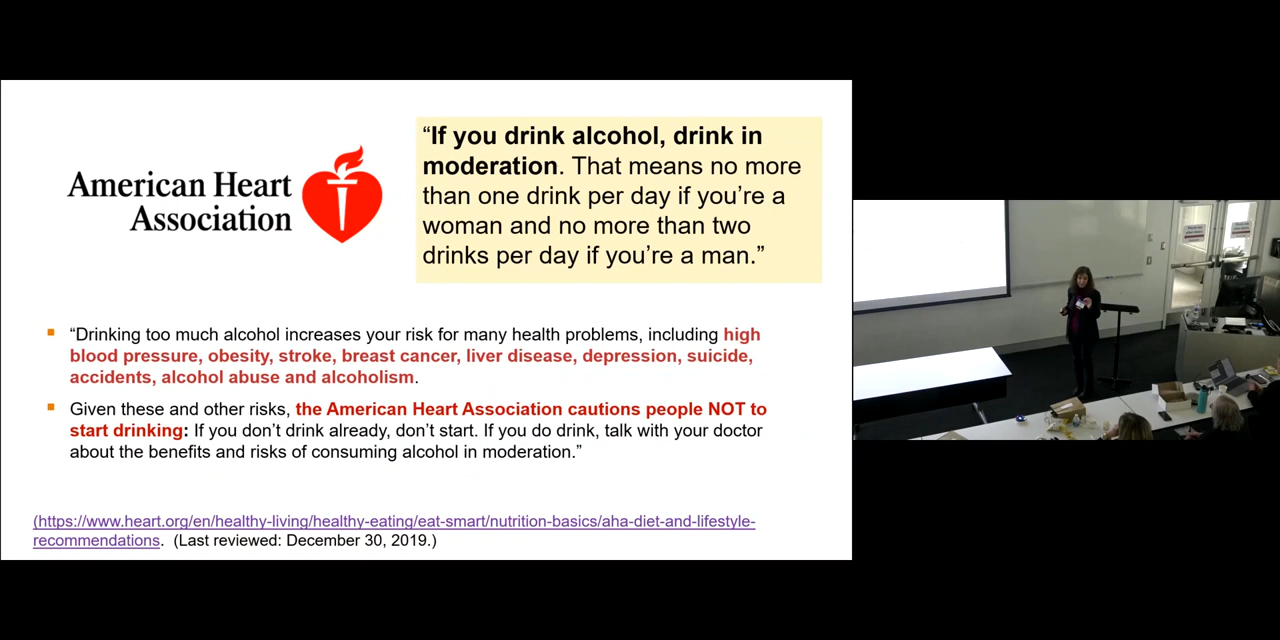 American Heart
Association
“If you drink alcohol, drink in
moderation. That means no more
than one drink per day if you’re a
woman and no more than two
drinks per day if you’re a man.”
“Drinking too much alcohol increases your risk for many health problems, including high
blood pressure, obesity, stroke, breast cancer, liver disease, depression, suicide,
accidents, alcohol abuse and alcoholism.
Given these and other risks, the American Heart Association cautions people NOT to
start drinking: If you don’t drink already, don’t start. If you do drink, talk with your doctor
about the benefits and risks of consuming alcohol in moderation.”
(https://www.heart.org/en/healthy-living/healthy-eating/eat-smart/nutrition-basics/aha-diet-and-lifestyle-
recommendations. (Last reviewed: December 30, 2019.)